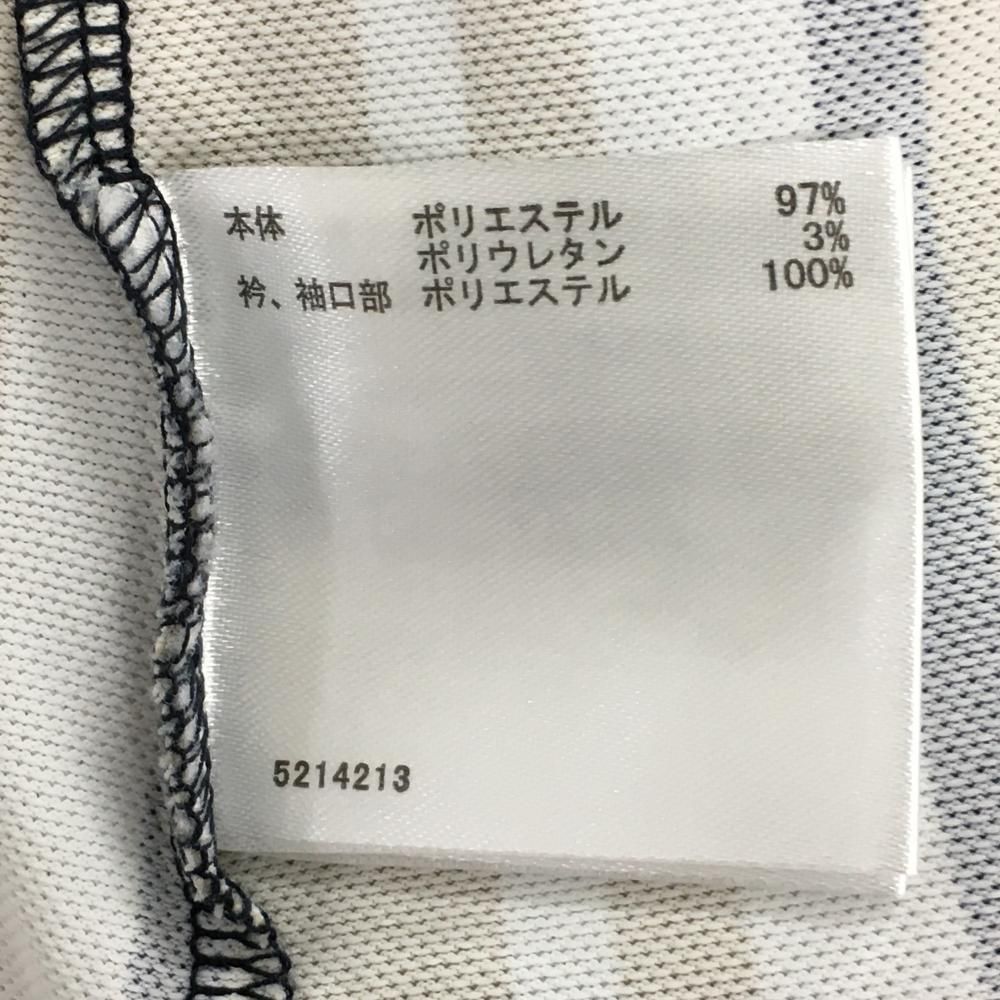 本体 ポリエステル 97%
ポリウレタン 3%
衿、袖口部 ポリエステル 100%
5214213